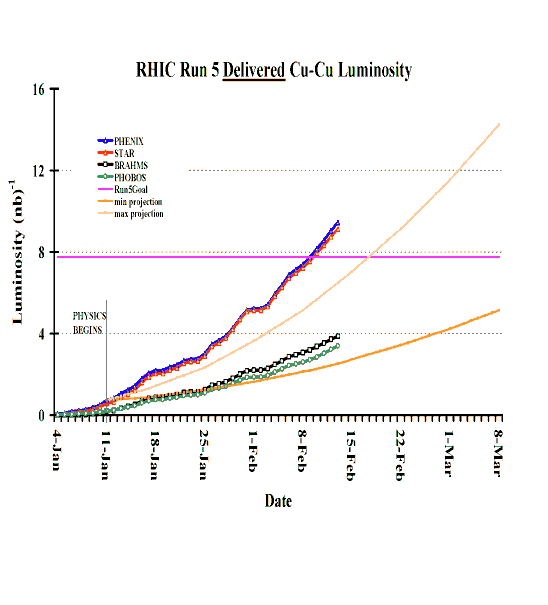 RHIC Run 5 Delivered Cu-Cu Luminosity
16
12
8
4
0
Luminosity (nb)-1
PHENIX
STAR
BRAHMS
PHOBOS
Run5Goal
min projection
max projection
PHYSICS
BEGINS
4-Jan
11-Jan
18-Jan
25-Jan
1-Feb
8-Feb
15-Feb
22-Feb
1-Mar
8-Mar
Date